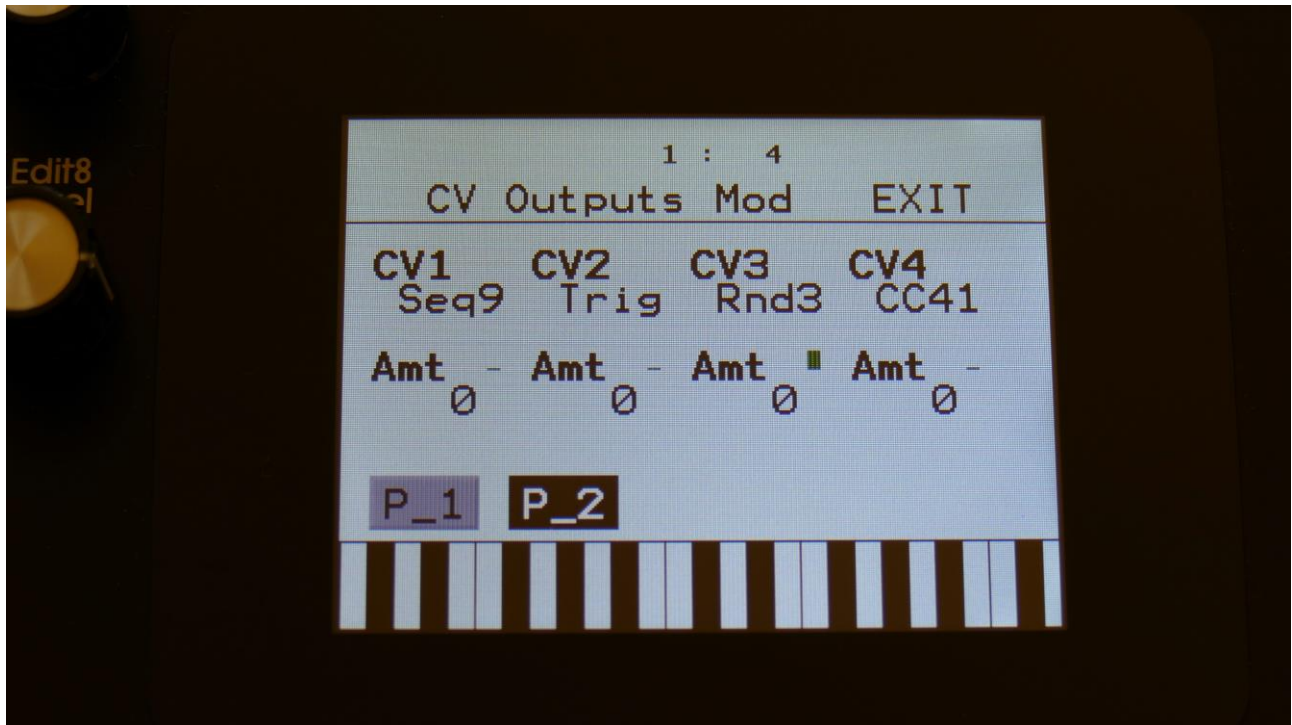 Edit8
1 : 4
CV Outputs Mod EXIT
CV1 CV2 CV3 CV4
Seq9 Trig Rnd3 CC41
Amt - Amt - Amt Amt -
0 0 0 0
P_1 P_2